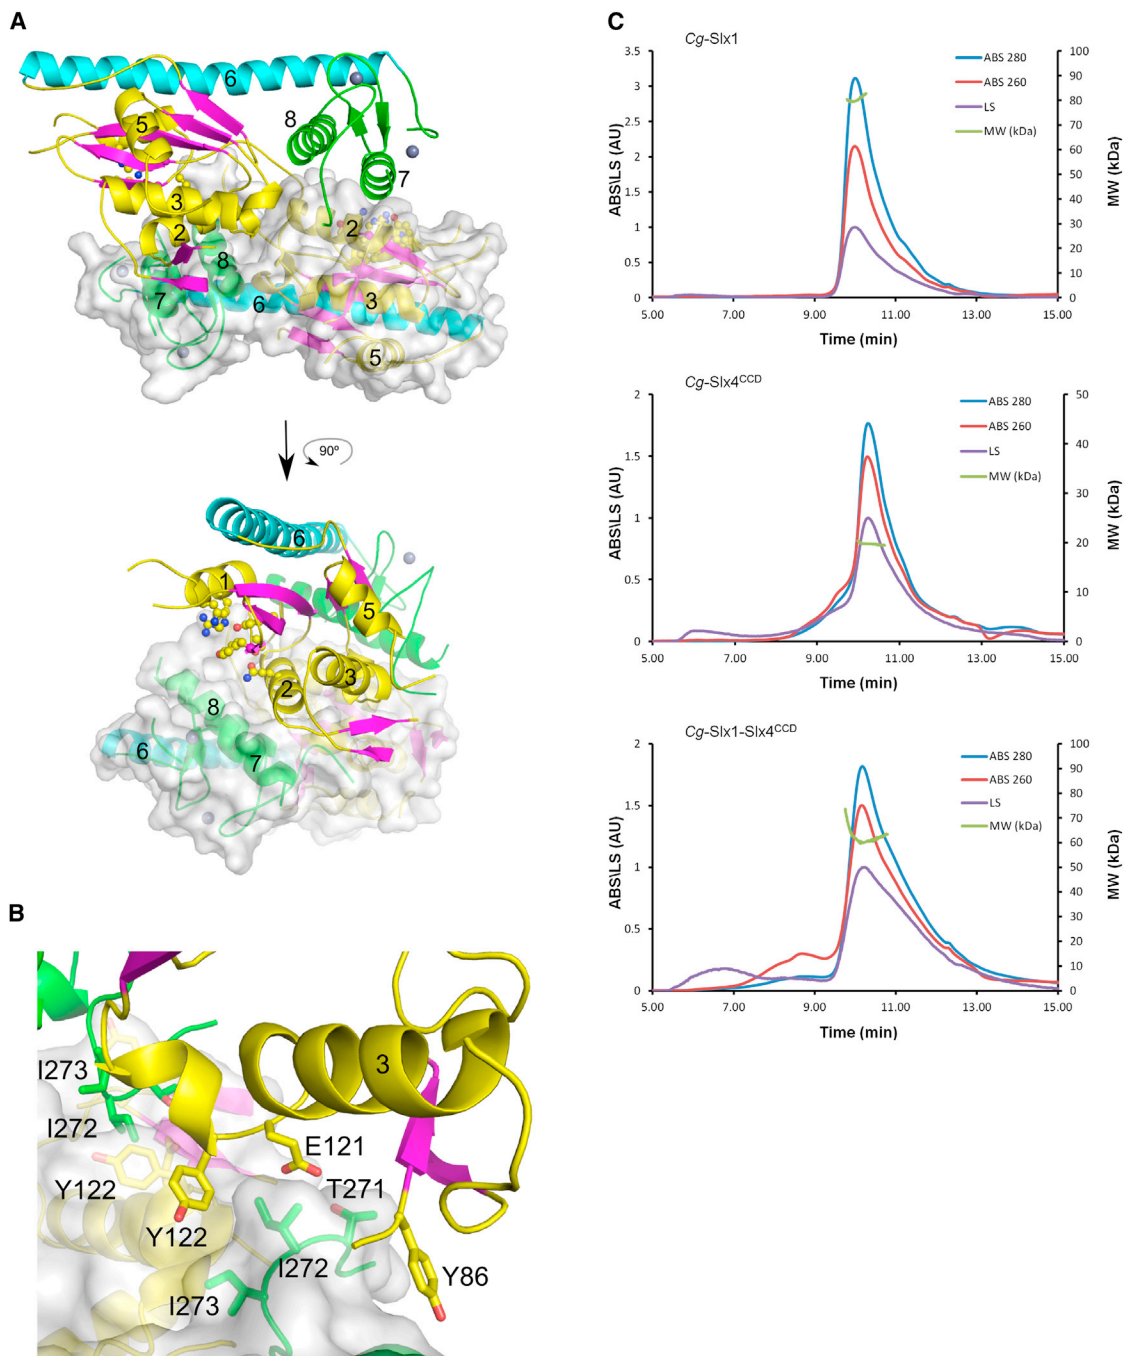 A
6
5
8
3
7
2
2
8
7
6
3
5
90º
6
1
5
3
2
8
6
7
B
3
I273
I272
E121
Y122
T271
Y122
I272
Y86
I273
C
Cg-Slx1
ABS 280
ABS 260
LS
MW (kDa)
3.5
3
2.5
2
1.5
1
0.5
0
100
90
80
70
60
50
40
30
20
10
0
ABS\LS (AU)
MW (kDa)
5.00 7.00 9.00 11.00 13.00 15.00
Time (min)
Cg-Slx4CCD
ABS 280
ABS 260
LS
MW (kDa)
2
1.5
1
0.5
0
50
40
30
20
10
0
ABS\LS (AU)
MW (kDa)
5.00 7.00 9.00 11.00 13.00 15.00
Time (min)
Cg-Slx1-Slx4CCD
ABS 280
ABS 260
LS
MW (kDa)
2
1.5
1
0.5
0
100
90
80
70
60
50
40
30
20
10
0
ABS\LS (AU)
MW (kDa)
5.00 7.00 9.00 11.00 13.00 15.00
Time (min)